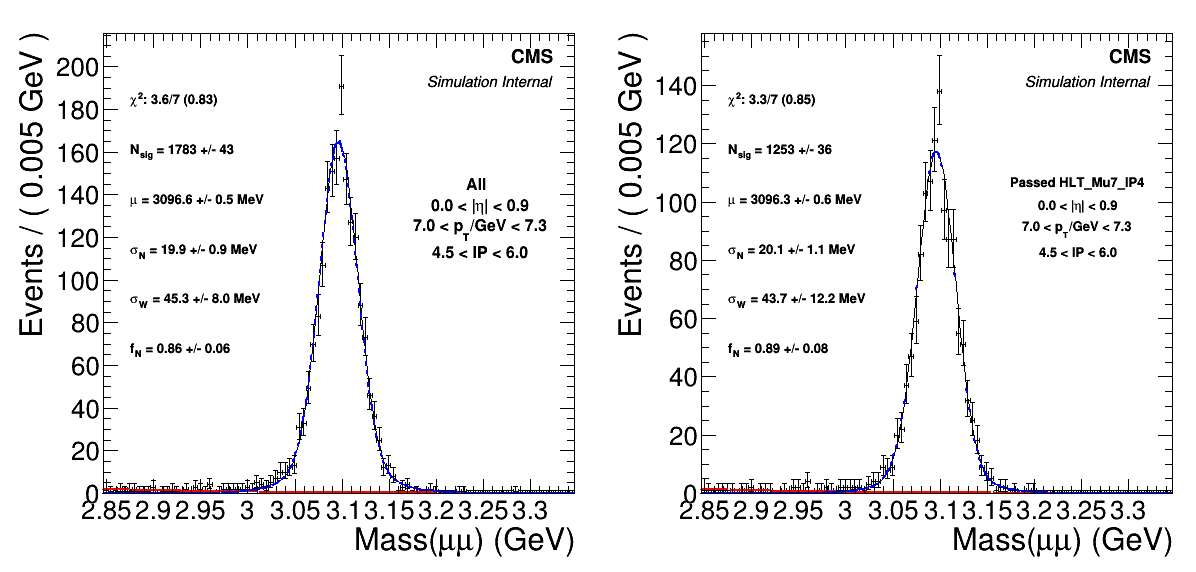 CMS
Simulation Internal
χ²: 3.6/7 (0.83)
N_sig = 1783 +/- 43
μ = 3096.6 +/- 0.5 MeV
σ_N = 19.9 +/- 0.9 MeV
σ_W = 45.3 +/- 8.0 MeV
f_N = 0.86 +/- 0.06
All
0.0 < |η| < 0.9
7.0 < p_T/GeV < 7.3
4.5 < IP < 6.0
Events / ( 0.005 GeV )
200
180
160
140
120
100
80
60
40
20
0
2.85 2.9 2.95 3 3.05 3.1 3.15 3.2 3.25 3.3
Mass(μμ) (GeV)
CMS
Simulation Internal
χ²: 3.3/7 (0.85)
N_sig = 1253 +/- 36
μ = 3096.3 +/- 0.6 MeV
σ_N = 20.1 +/- 1.1 MeV
σ_W = 43.7 +/- 12.2 MeV
f_N = 0.89 +/- 0.08
Passed HLT_Mu7_IP4
0.0 < |η| < 0.9
7.0 < p_T/GeV < 7.3
4.5 < IP < 6.0
Events / ( 0.005 GeV )
140
120
100
80
60
40
20
0
2.85 2.9 2.95 3 3.05 3.1 3.15 3.2 3.25 3.3
Mass(μμ) (GeV)